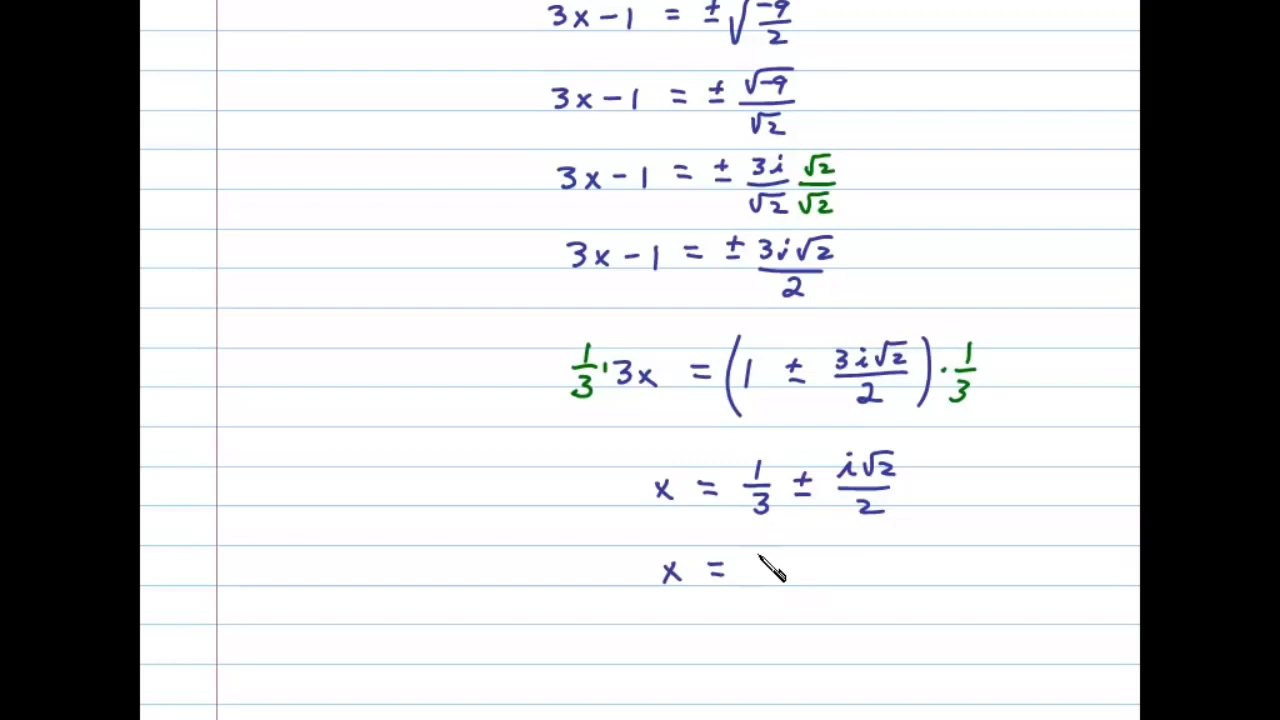 3x - 1 = ± √(-9/2)
3x - 1 = ± √-9/√2
3x - 1 = ± 3i/√2 √2/√2
3x - 1 = ± 3i√2/2
1/3 · 3x = (1 ± 3i√2/2) · 1/3
x = 1/3 ± i√2/2
x =